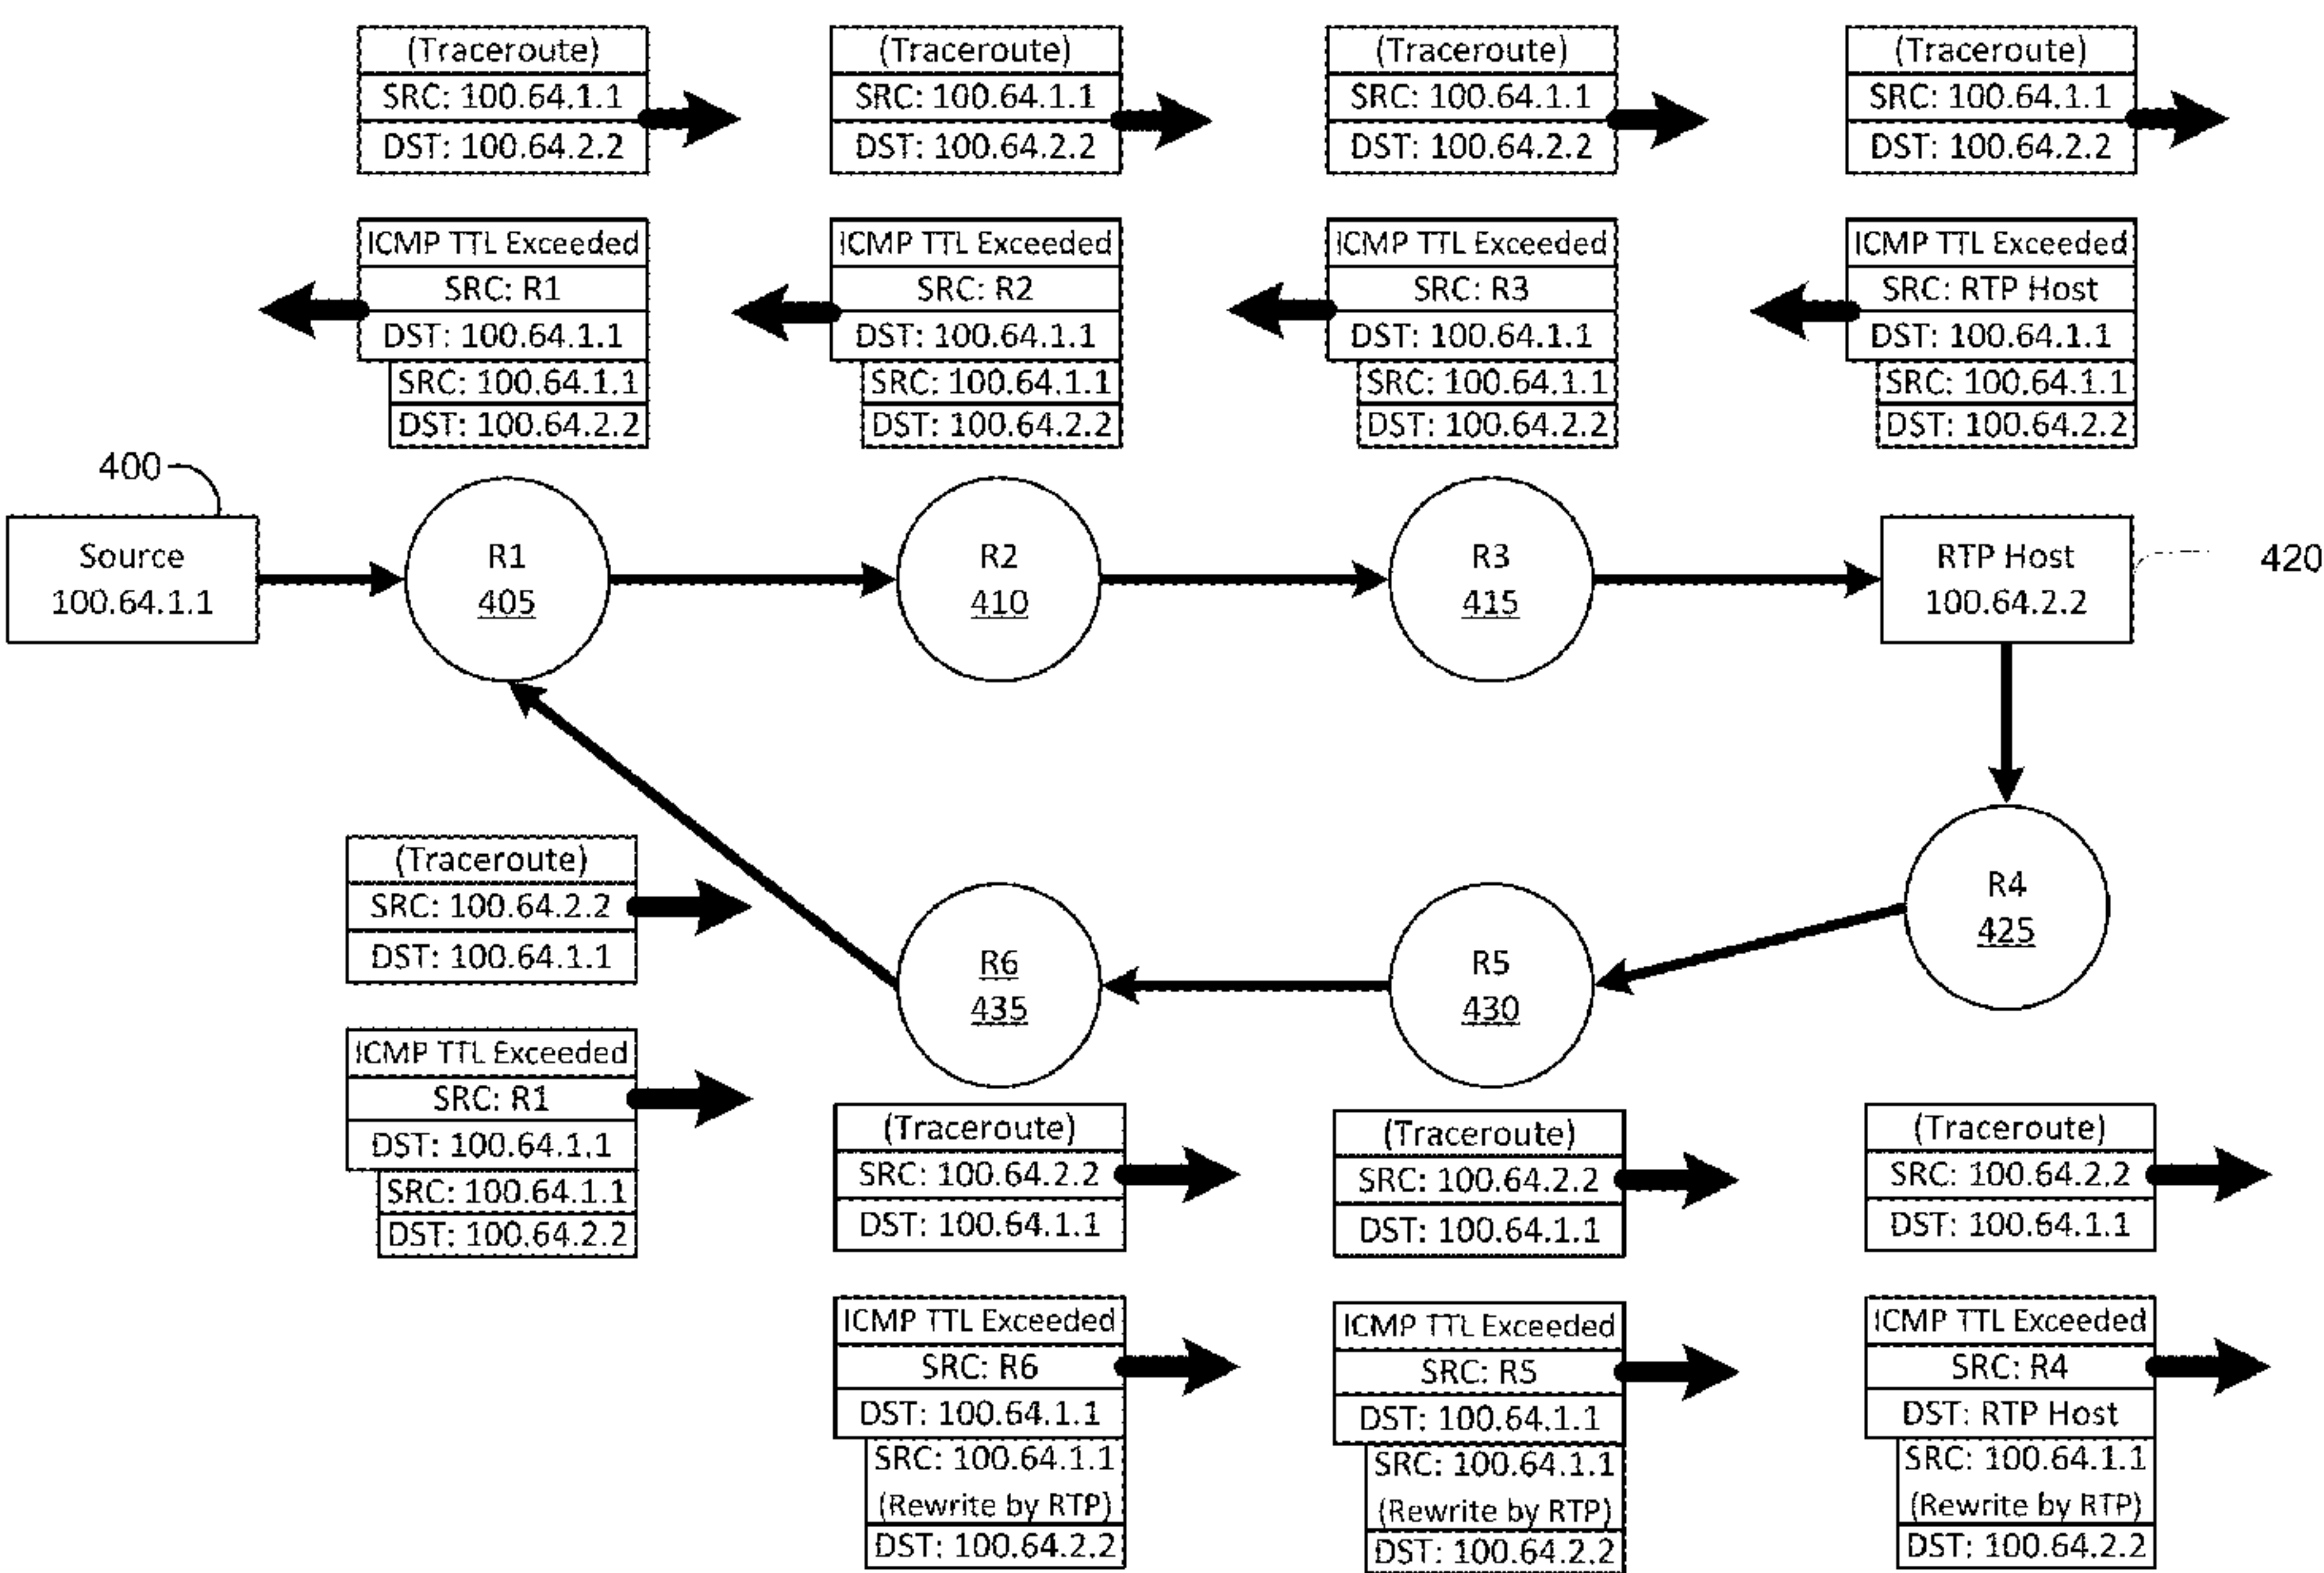 (Traceroute)
SRC: 100.64.1.1
DST: 100.64.2.2
(Traceroute)
SRC: 100.64.1.1
DST: 100.64.2.2
(Traceroute)
SRC: 100.64.1.1
DST: 100.64.2.2
(Traceroute)
SRC: 100.64.1.1
DST: 100.64.2.2
ICMP TTL Exceeded
SRC: R1
DST: 100.64.1.1
SRC: 100.64.1.1
DST: 100.64.2.2
ICMP TTL Exceeded
SRC: R2
DST: 100.64.1.1
SRC: 100.64.1.1
DST: 100.64.2.2
ICMP TTL Exceeded
SRC: R3
DST: 100.64.1.1
SRC: 100.64.1.1
DST: 100.64.2.2
ICMP TTL Exceeded
SRC: RTP Host
DST: 100.64.1.1
SRC: 100.64.1.1
DST: 100.64.2.2
400
Source
100.64.1.1
R1
405
R2
410
R3
415
RTP Host
100.64.2.2
420
R4
425
R5
430
R6
435
(Traceroute)
SRC: 100.64.2.2
DST: 100.64.1.1
ICMP TTL Exceeded
SRC: R1
DST: 100.64.1.1
SRC: 100.64.1.1
DST: 100.64.2.2
(Traceroute)
SRC: 100.64.2.2
DST: 100.64.1.1
(Traceroute)
SRC: 100.64.2.2
DST: 100.64.1.1
(Traceroute)
SRC: 100.64.2.2
DST: 100.64.1.1
ICMP TTL Exceeded
SRC: R6
DST: 100.64.1.1
SRC: 100.64.1.1
(Rewrite by RTP)
DST: 100.64.2.2
ICMP TTL Exceeded
SRC: R5
DST: 100.64.1.1
SRC: 100.64.1.1
(Rewrite by RTP)
DST: 100.64.2.2
ICMP TTL Exceeded
SRC: R4
DST: RTP Host
SRC: 100.64.1.1
(Rewrite by RTP)
DST: 100.64.2.2